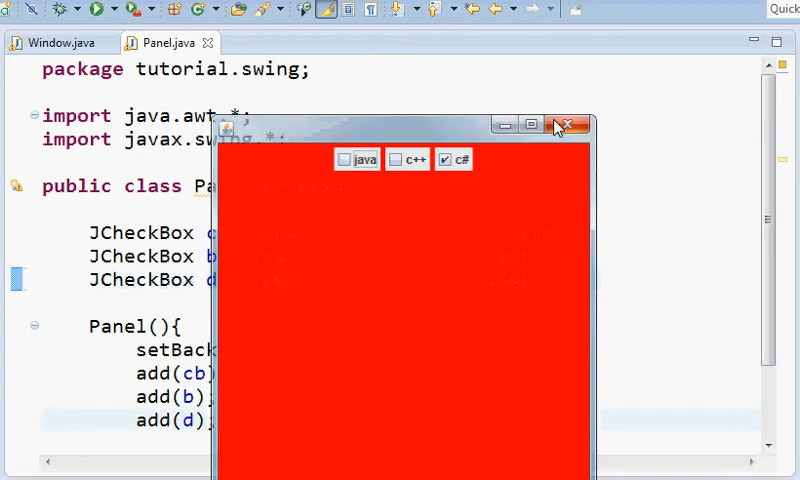 Quick
Window.java
Panel.java
package tutorial.swing;
import java.awt.*;
import javax.swing.*;
java c++ c#
public class
JCheckBox
JCheckBox b
JCheckBox d
Panel(){
setBack
add(cb)
add(b);
add(d);